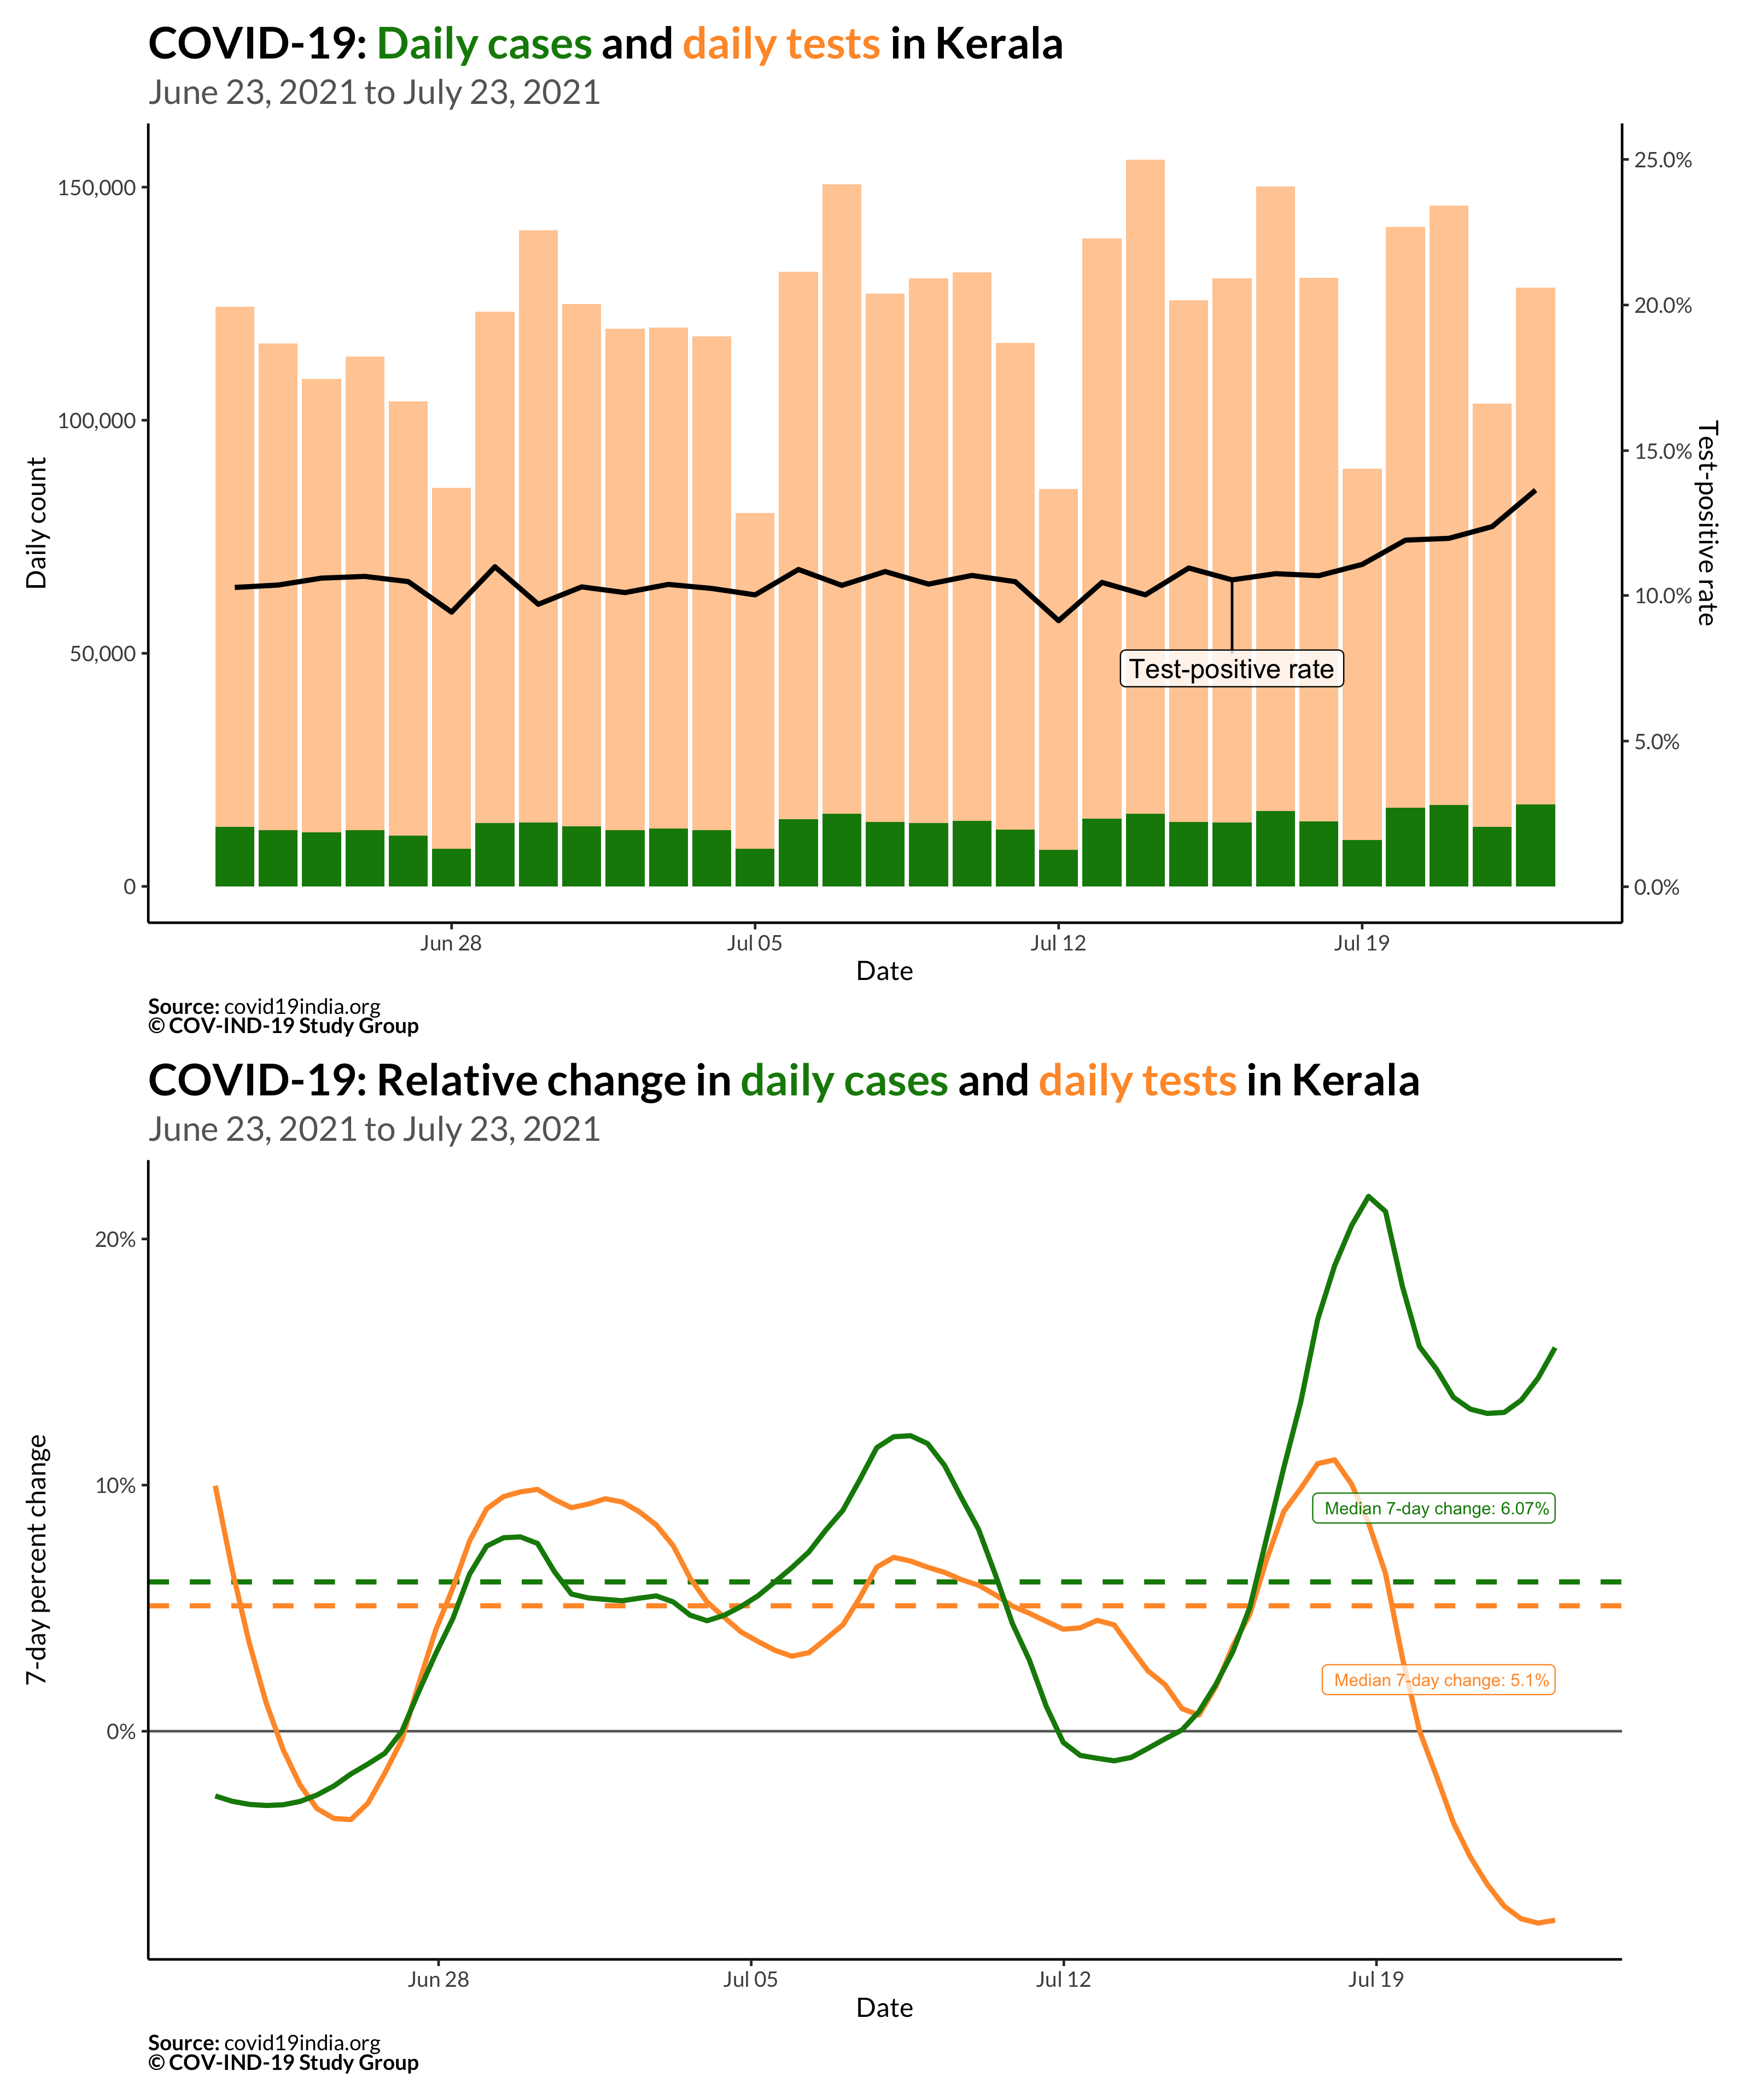 COVID-19: Daily cases and daily tests in Kerala
June 23, 2021 to July 23, 2021
150,000
100,000
50,000
0
Daily count
25.0%
20.0%
15.0%
10.0%
5.0%
0.0%
Test-positive rate
Test-positive rate
Jun 28
Jul 05
Jul 12
Jul 19
Date
Source: covid19india.org
© COV-IND-19 Study Group
COVID-19: Relative change in daily cases and daily tests in Kerala
June 23, 2021 to July 23, 2021
20%
10%
0%
7-day percent change
Median 7-day change: 6.07%
Median 7-day change: 5.1%
Jun 28
Jul 05
Jul 12
Jul 19
Date
Source: covid19india.org
© COV-IND-19 Study Group